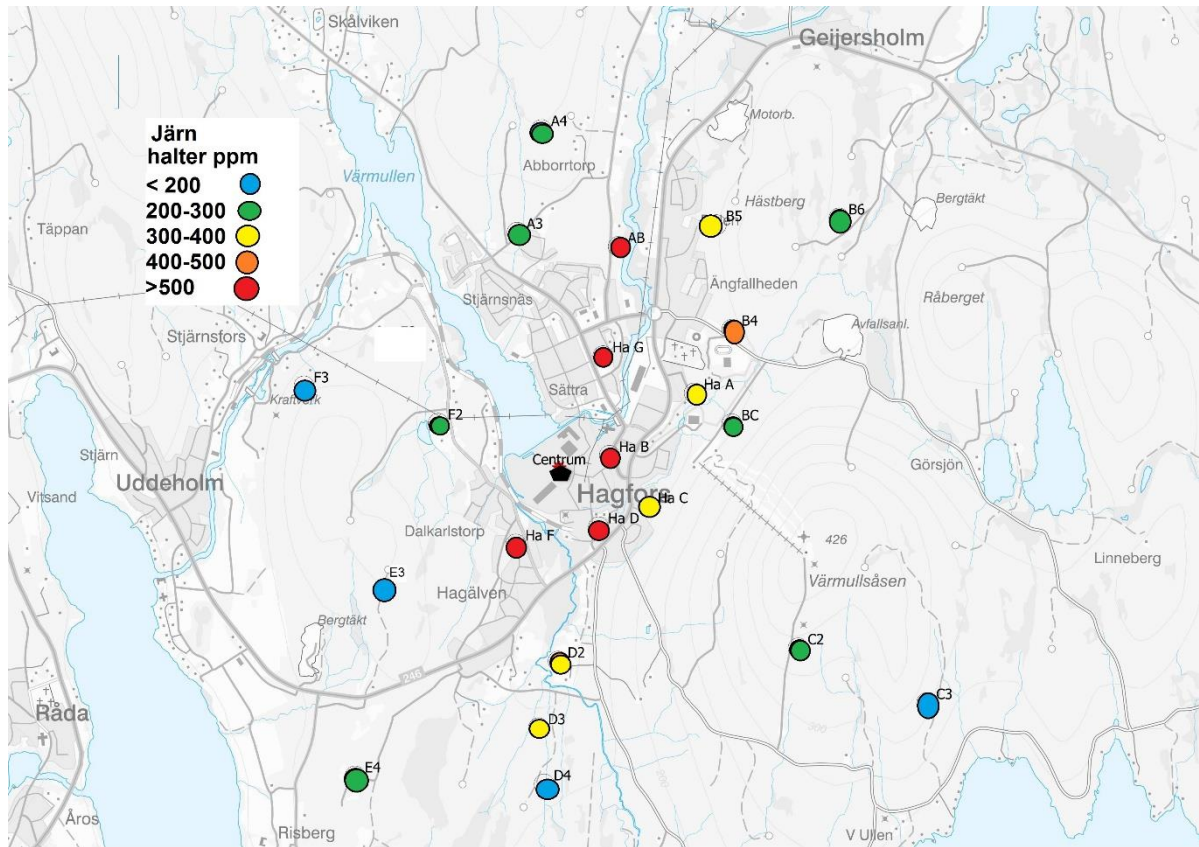 Skålviken
Geijersholm
Järn
halter ppm
< 200
200-300
300-400
400-500
>500
Motorb.
A4
Abborrtorp
Värmullen
Hästberg
Bergtäkt
Täppan
A3
AB
B5
B6
Ängfallheden
Råberget
Stjärnsnäs
Stjärnsfors
B4
Avfallsanl.
Ha G
Sättra
F3
Kraftverk
Ha A
F2
BC
Stjärn
Ha B
Centrum
Görsjön
Uddeholm
Vitsand
Hagfors
Ha C
Dalkarlstorp
Ha D
Ha F
426
Linneberg
E3
Värmullsåsen
Hagälven
Bergtäkt
D2
C2
246
C3
Råda
D3
300
E4
D4
Åros
Risberg
V Ullen